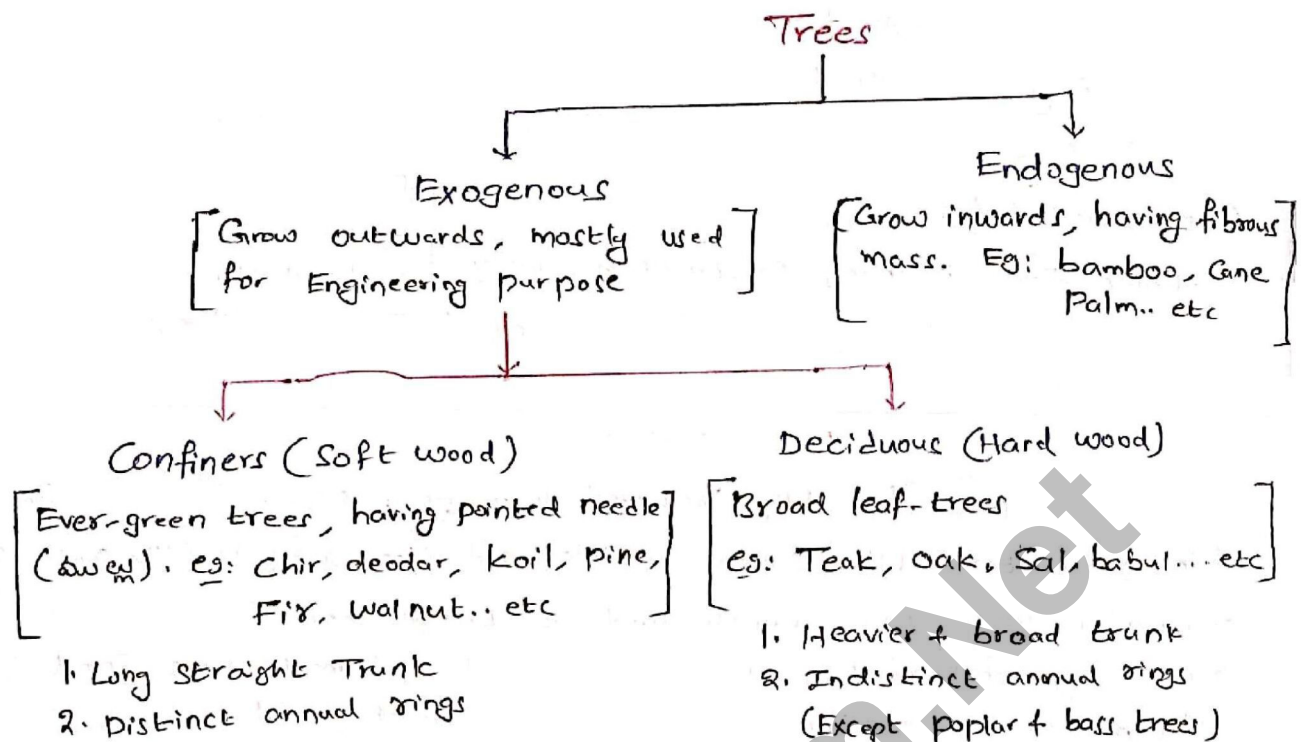 Trees
Exogenous
Grow outwards, mostly used
for Engineering purpose
Endogenous
Grow inwards, having fibrous
mass. Eg: bamboo, Cane
Palm.. etc
Confiners (Soft wood)
Ever-green trees, having pointed needle
eg: Chir, deodar, Koil, pine,
Fir, walnut.. etc
1. Long straight Trunk
2. Distinct annual rings
Deciduous (Hard wood)
Broad leaf-trees
eg: Teak, oak, Sal, babul... etc
1. Heavier & broad trunk
2. Indistinct annual rings
(Except poplar & bass trees)
n.Net